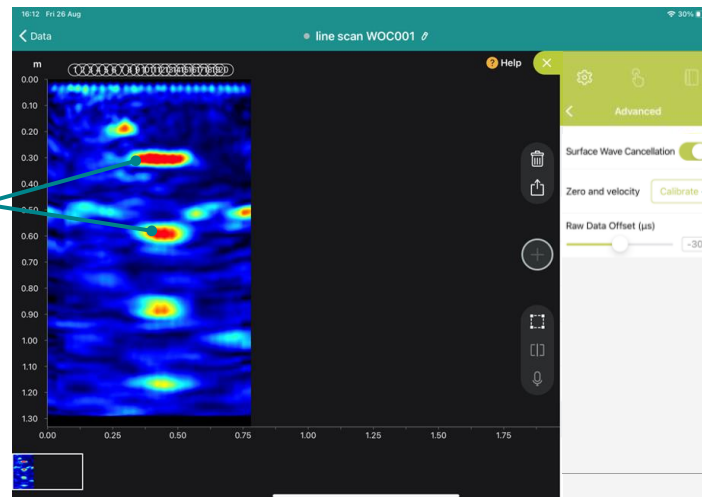 16:12 Fri 26 Aug
30%
Data
line scan WOC001
m
Help
Advanced
Surface Wave Cancellation
Zero and velocity
Calibrate
Raw Data Offset (µs)
-30
0.00
0.10
0.20
0.30
0.40
0.50
0.60
0.70
0.80
0.90
1.00
1.10
1.20
1.30
0.00 0.25 0.50 0.75 1.00 1.25 1.50 1.75